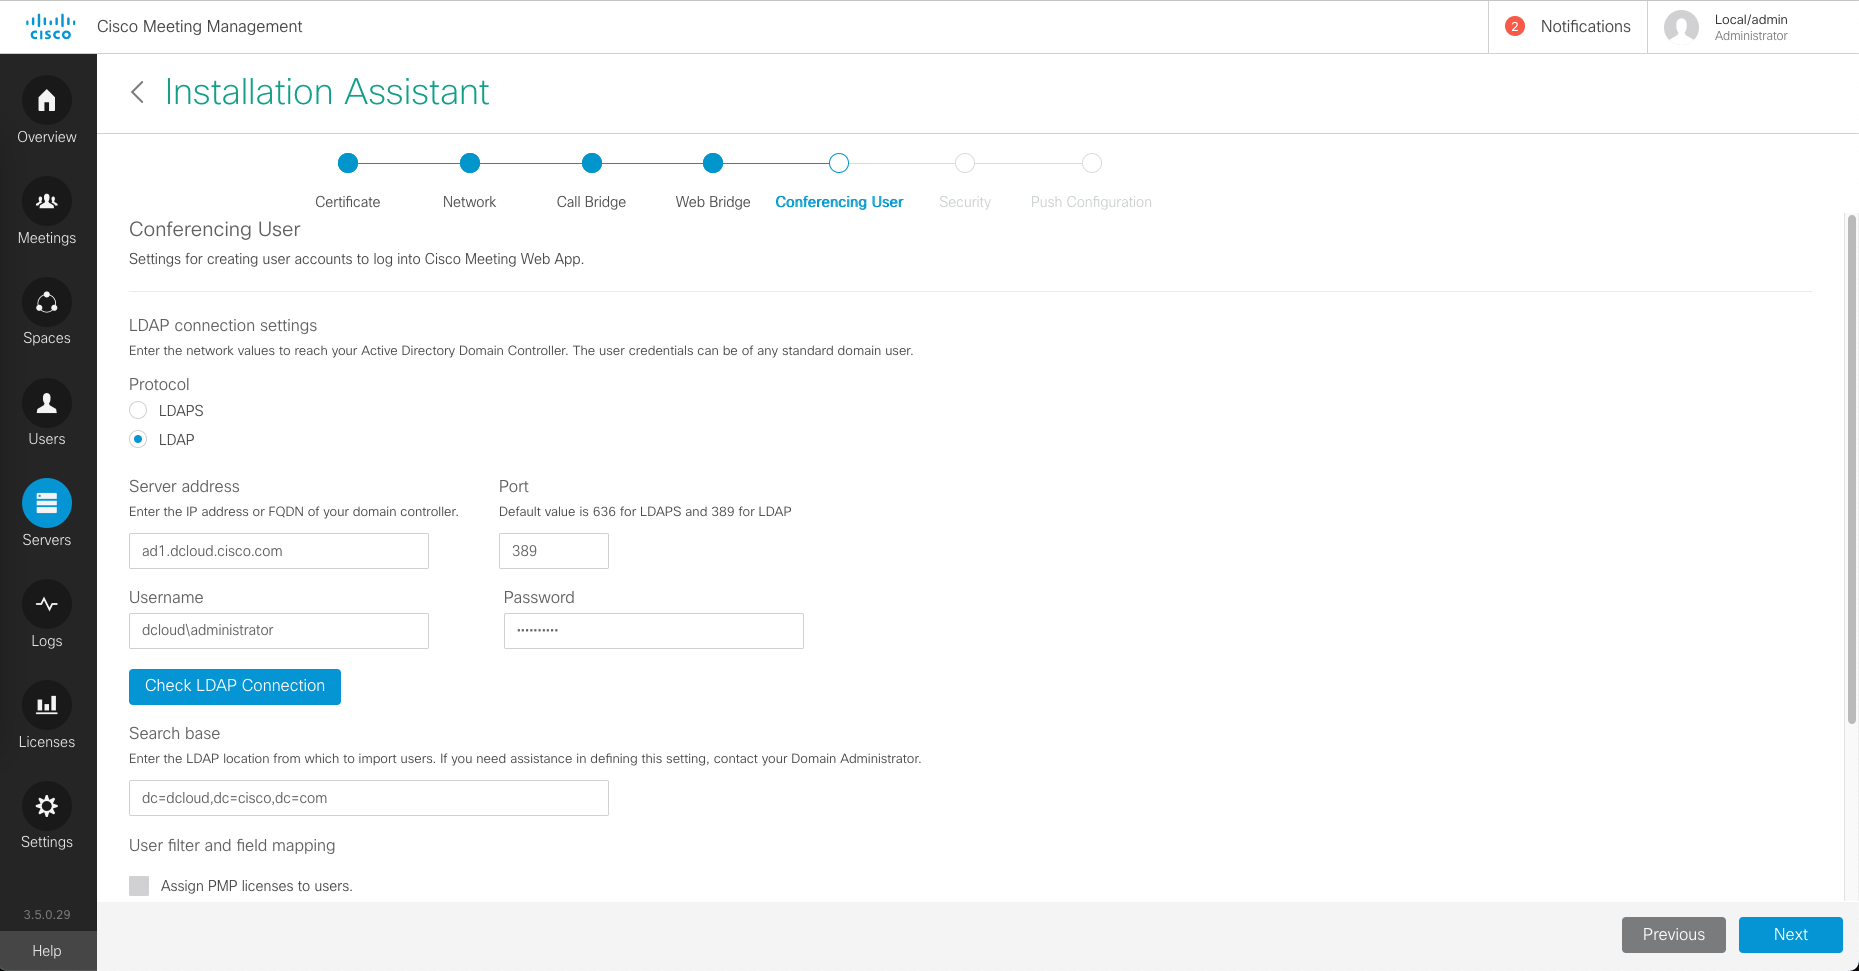 CISCO
Cisco Meeting Management
2 Notifications
Local/admin
Administrator
Overview
Meetings
Spaces
Users
Servers
Logs
Licenses
Settings
3.5.0.29
Help
Installation Assistant
Certificate Network Call Bridge Web Bridge Conferencing User Security Push Configuration
Conferencing User
Settings for creating user accounts to log into Cisco Meeting Web App.
LDAP connection settings
Enter the network values to reach your Active Directory Domain Controller. The user credentials can be of any standard domain user.
Protocol
LDAPS
LDAP
Server address Port
Enter the IP address or FQDN of your domain controller. Default value is 636 for LDAPS and 389 for LDAP
ad1.dcloud.cisco.com 389
Username Password
dcloud\administrator ••••••••••
Check LDAP Connection
Search base
Enter the LDAP location from which to import users. If you need assistance in defining this setting, contact your Domain Administrator.
dc=dcloud,dc=cisco,dc=com
User filter and field mapping
Assign PMP licenses to users.
Previous Next